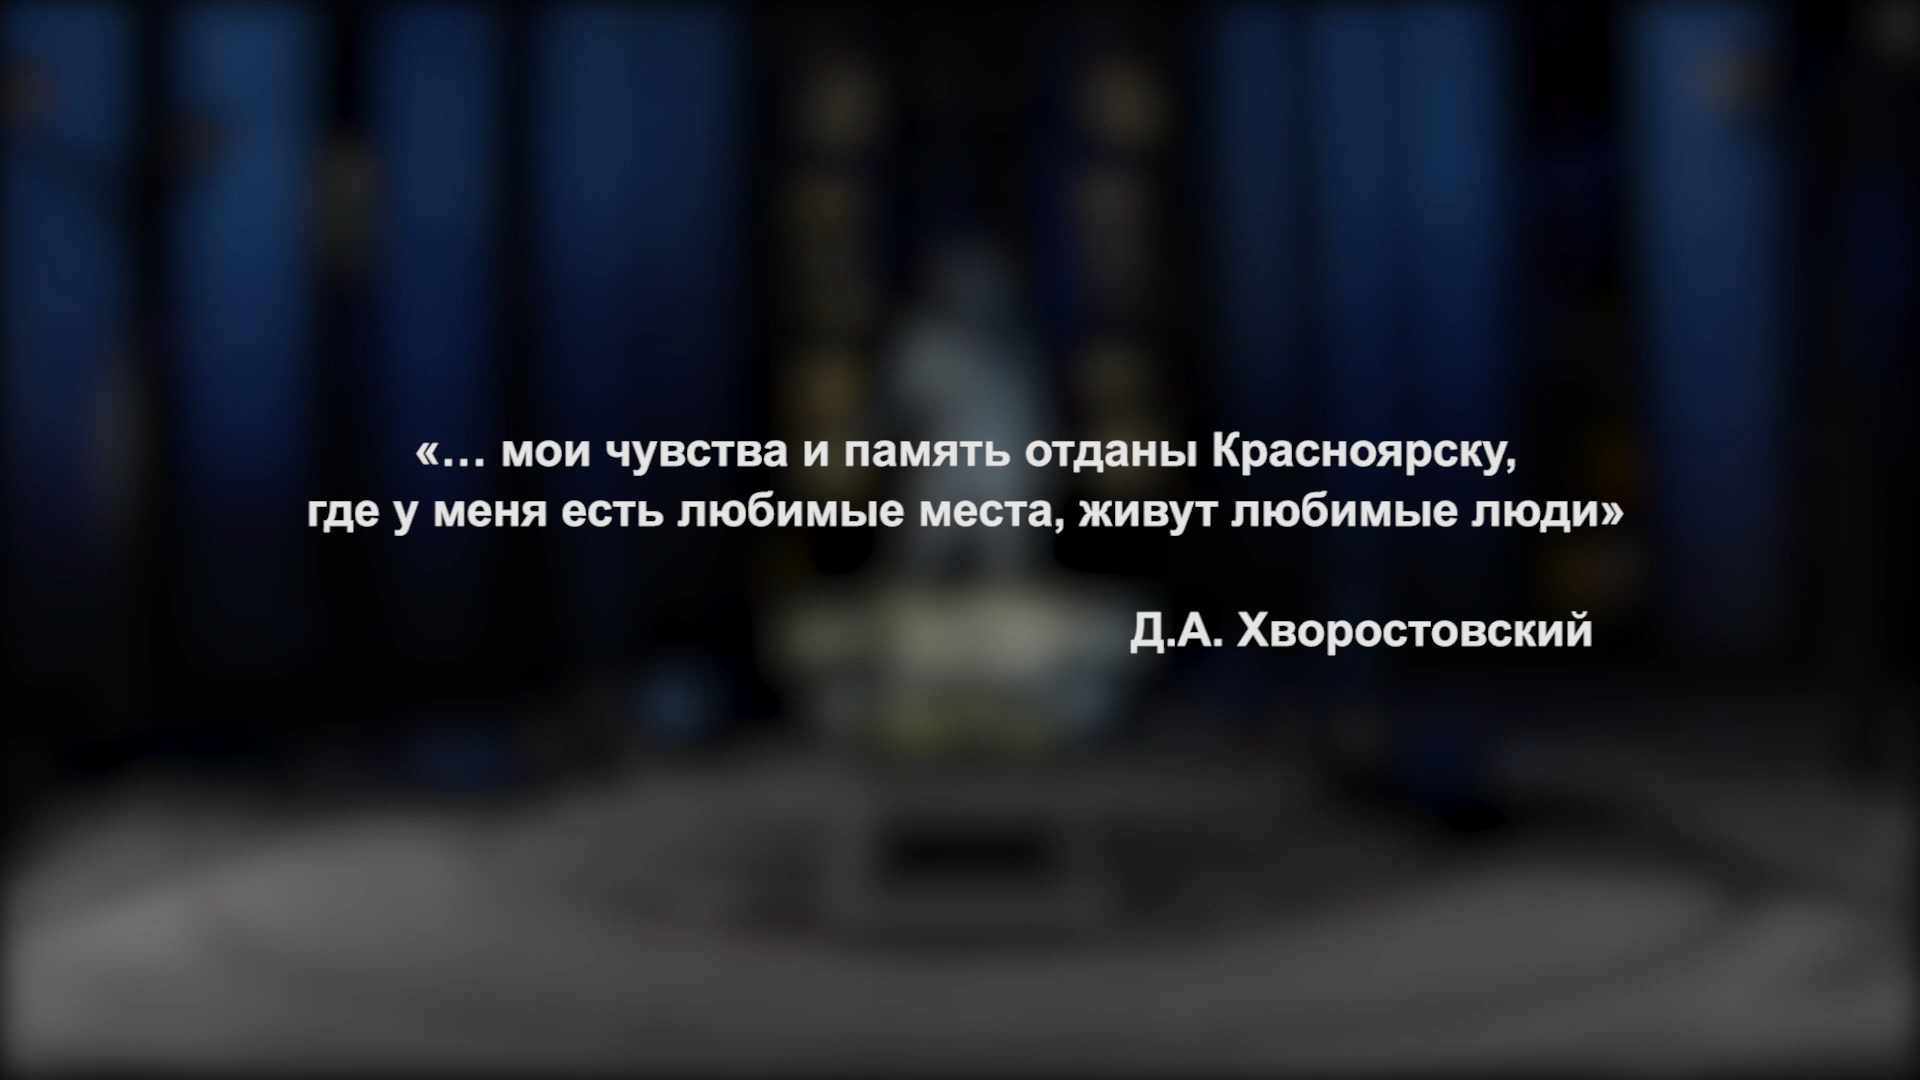 «… мои чувства и память отданы Красноярску,
где у меня есть любимые места, живут любимые люди»
Д.А. Хворостовский